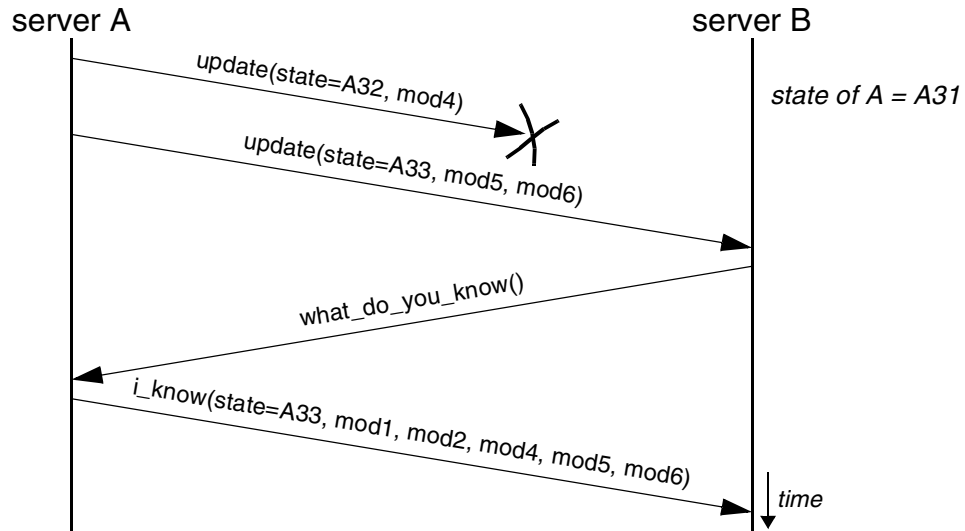 server A
server B
update(state=A32, mod4)
state of A = A31
update(state=A33, mod5, mod6)
what_do_you_know()
i_know(state=A33, mod1, mod2, mod4, mod5, mod6)
time